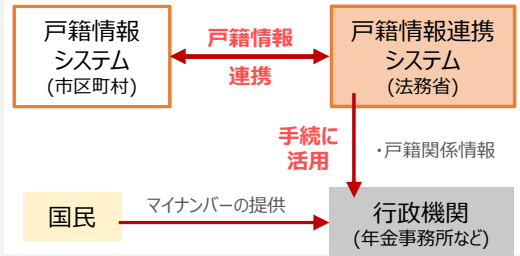 戸籍情報
システム
(市区町村)
戸籍情報
連携
戸籍情報連携
システム
(法務省)
手続に
活用
・戸籍関係情報
国民
マイナンバーの提供
行政機関
(年金事務所など)